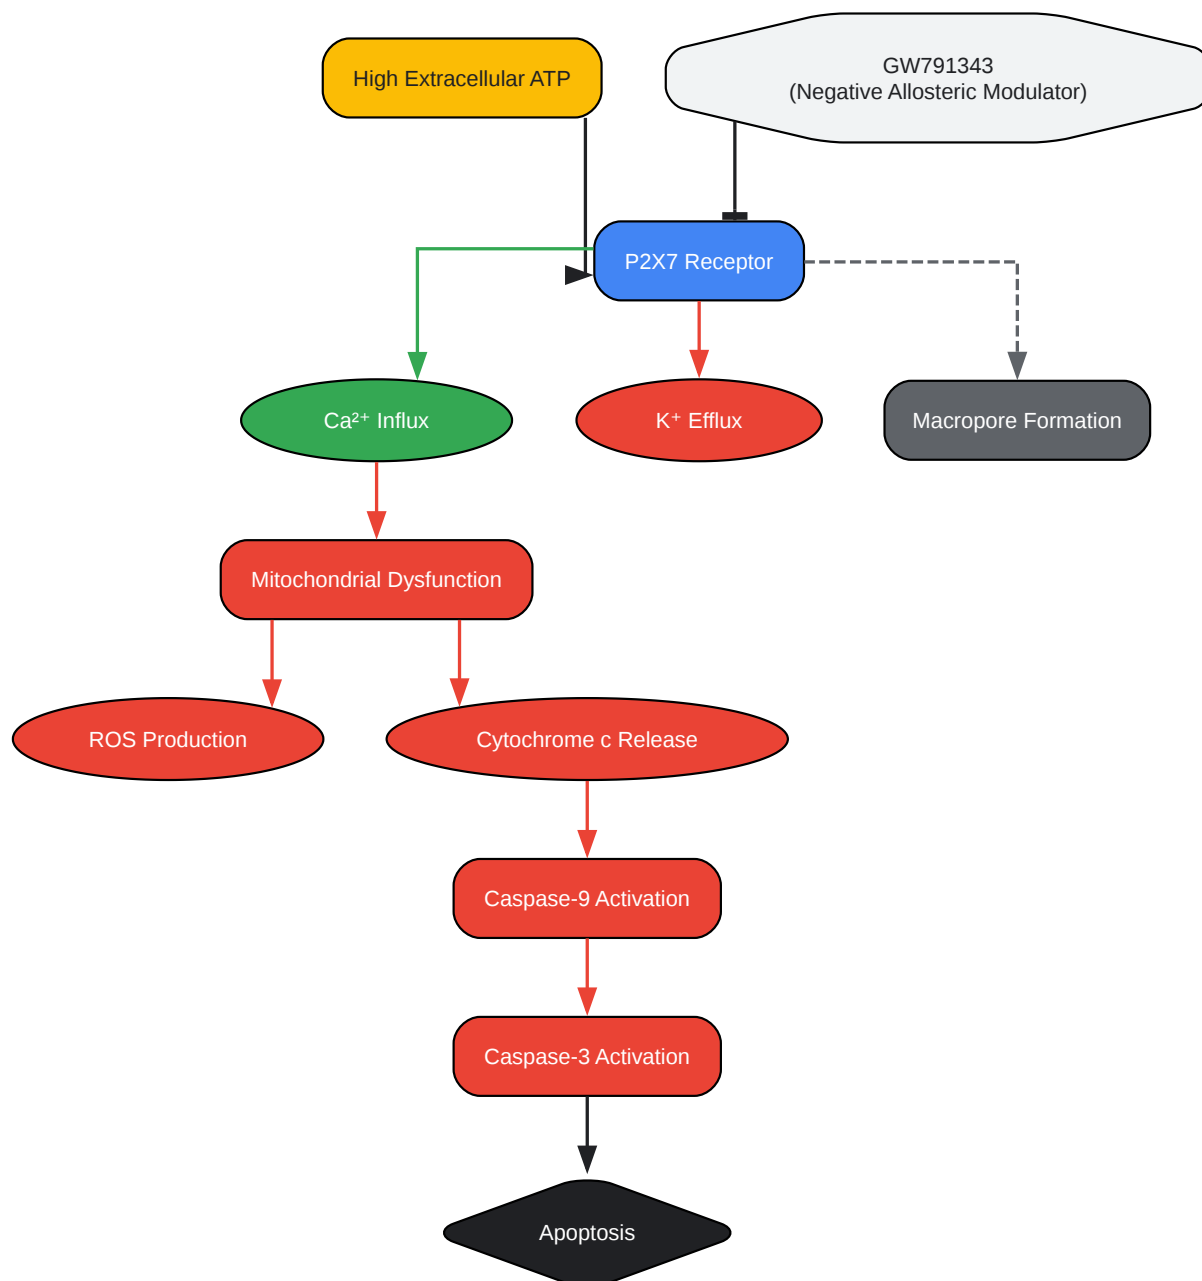 High Extracellular ATP
GW791343
(Negative Allosteric Modulator)
P2X7 Receptor
Ca²⁺ Influx
K⁺ Efflux
Macropore Formation
Mitochondrial Dysfunction
ROS Production
Cytochrome c Release
Caspase-9 Activation
Caspase-3 Activation
Apoptosis